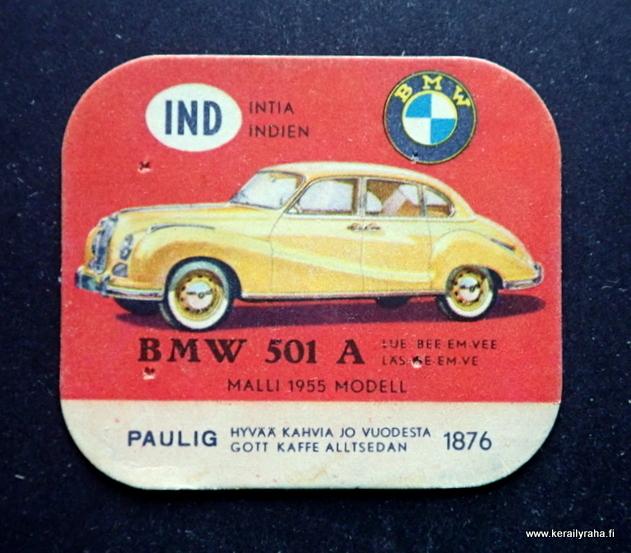 IND
INTIA
INDIEN
BMW
BMW 501 A
LUE BEE-EM-VEE
LÄS BE-EM-VE
MALLI 1955 MODELL
PAULIG
HYVÄÄ KAHVIA JO VUODESTA
GOTT KAFFE ALLTSEDAN
1876
www.kerailyraha.fi